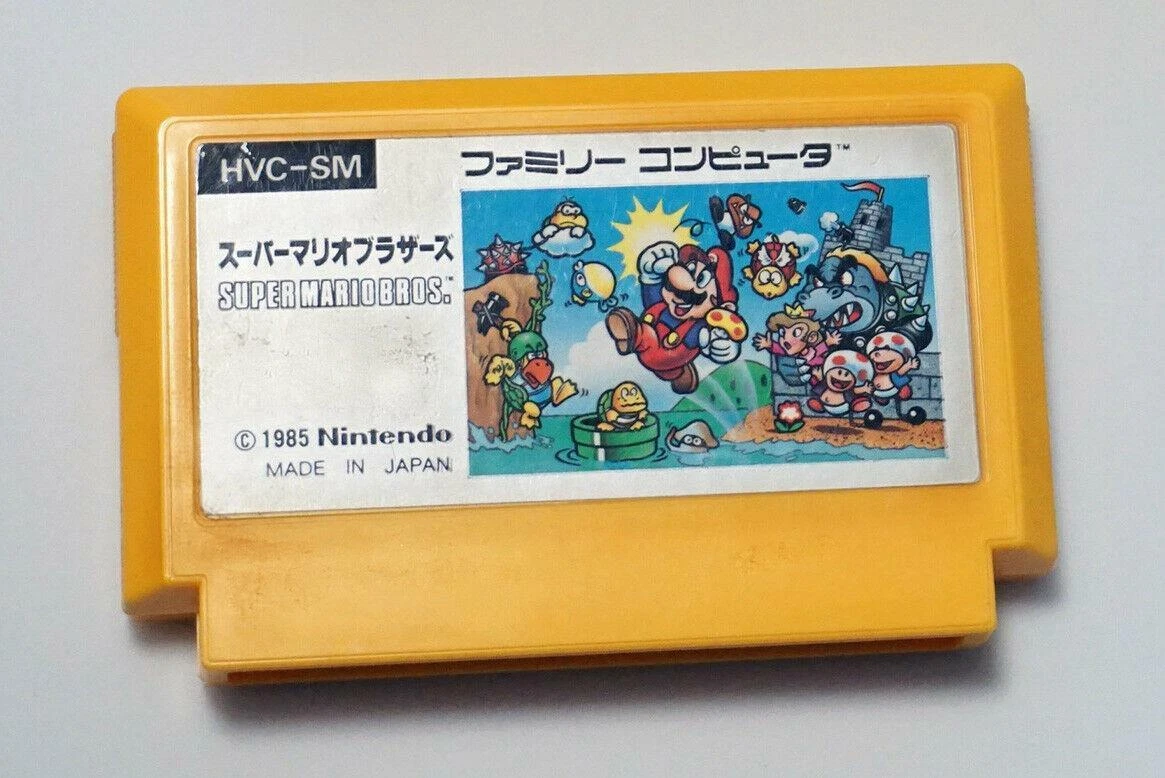 HVC-SM
ファミリー コンピュータ™
スーパーマリオブラザーズ
SUPER MARIO BROS.™
© 1985 Nintendo
MADE IN JAPAN